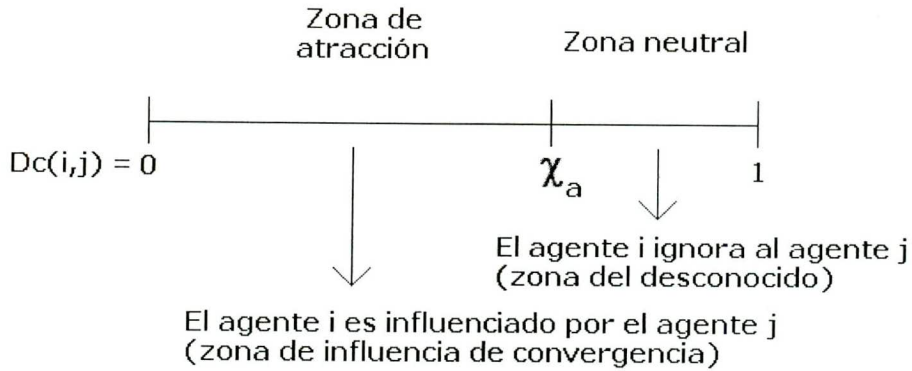 Zona de
atracción
Zona neutral
Dc(i,j) = 0
χa
1
El agente i ignora al agente j
(zona del desconocido)
El agente i es influenciado por el agente j
(zona de influencia de convergencia)